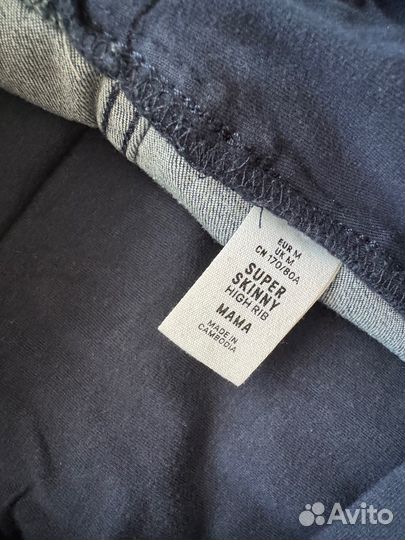 EUR M
UK M
CN 170/80A
SUPER
SKINNY
HIGH RIB
MAMA
MADE IN
CAMBODIA
Avito